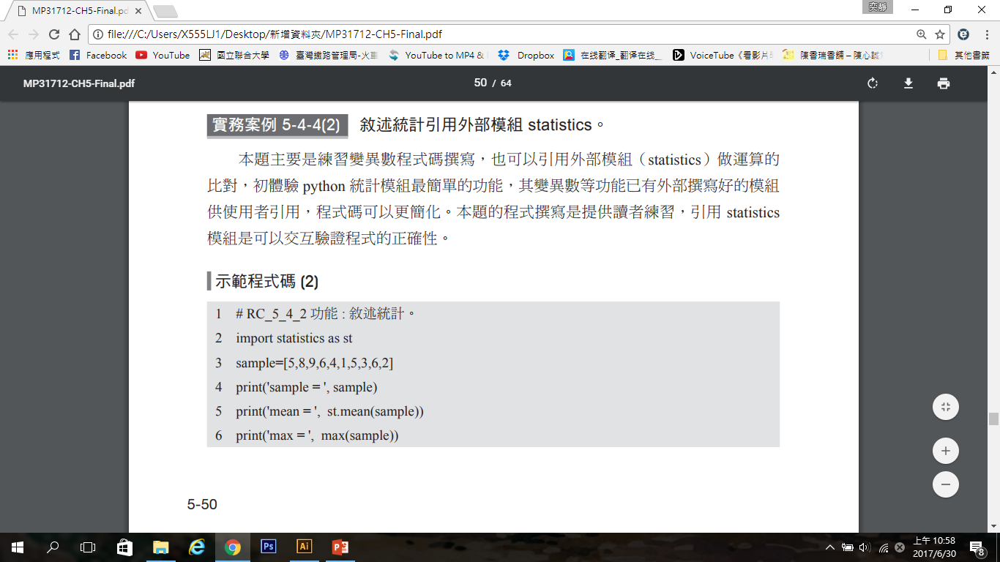 MP31712-CH5-Final.pd
奕靜
file:///C:/Users/X555LJ1/Desktop/新增資料夾/MP31712-CH5-Final.pdf
應用程式 Facebook YouTube 國立聯合大學 臺灣鐵路管理局-火車 YouTube to MP4 & Dropbox 在线翻译_翻译在线_ VoiceTube《看影片 陳香瑞香舖 – 陳心誠 其他書籤
MP31712-CH5-Final.pdf 50 / 64
實務案例 5-4-4(2) 敘述統計引用外部模組 statistics。
本題主要是練習變異數程式碼撰寫，也可以引用外部模組（statistics）做運算的
比對，初體驗 python 統計模組最簡單的功能，其變異數等功能已有外部撰寫好的模組
供使用者引用，程式碼可以更簡化。本題的程式撰寫是提供讀者練習，引用 statistics
模組是可以交互驗證程式的正確性。
示範程式碼 (2)
1 # RC_5_4_2 功能 : 敘述統計。
2 import statistics as st
3 sample=[5,8,9,6,4,1,5,3,6,2]
4 print('sample = ', sample)
5 print('mean = ', st.mean(sample))
6 print('max = ', max(sample))
5-50
Ps Ai P
上午 10:58
2017/6/30
8